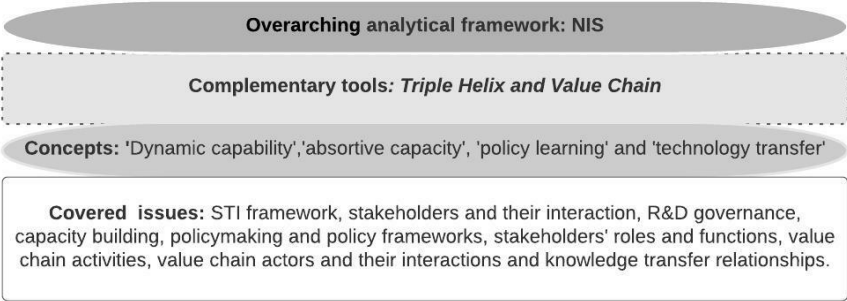 Overarching analytical framework: NIS
Complementary tools: Triple Helix and Value Chain
Concepts: 'Dynamic capability','absortive capacity', 'policy learning' and 'technology transfer'
Covered issues: STI framework, stakeholders and their interaction, R&D governance,
capacity building, policymaking and policy frameworks, stakeholders' roles and functions, value
chain activities, value chain actors and their interactions and knowledge transfer relationships.